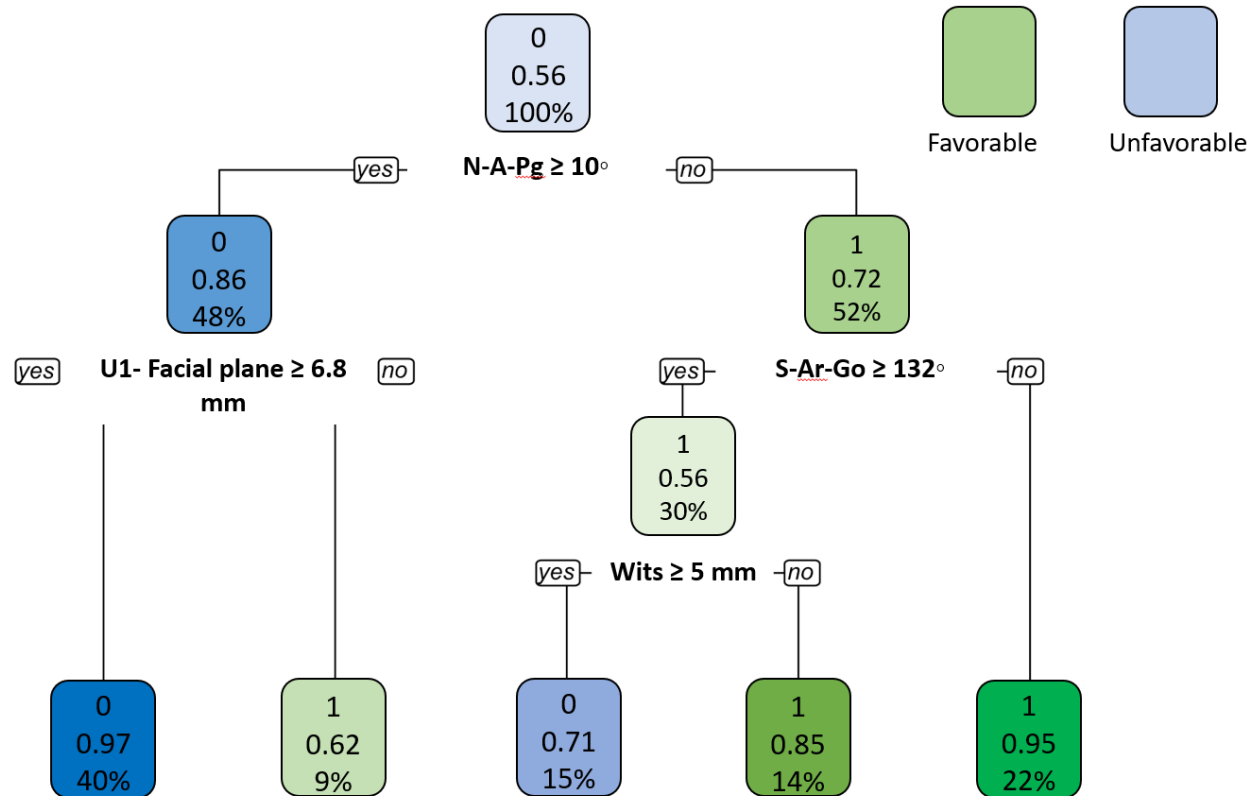 0
0.56
100%
Favorable
Unfavorable
yes
N-A-Pg ≥ 10°
no
0
0.86
48%
1
0.72
52%
yes
U1- Facial plane ≥ 6.8
mm
no
yes
S-Ar-Go ≥ 132°
no
1
0.56
30%
yes
Wits ≥ 5 mm
no
0
0.97
40%
1
0.62
9%
0
0.71
15%
1
0.85
14%
1
0.95
22%